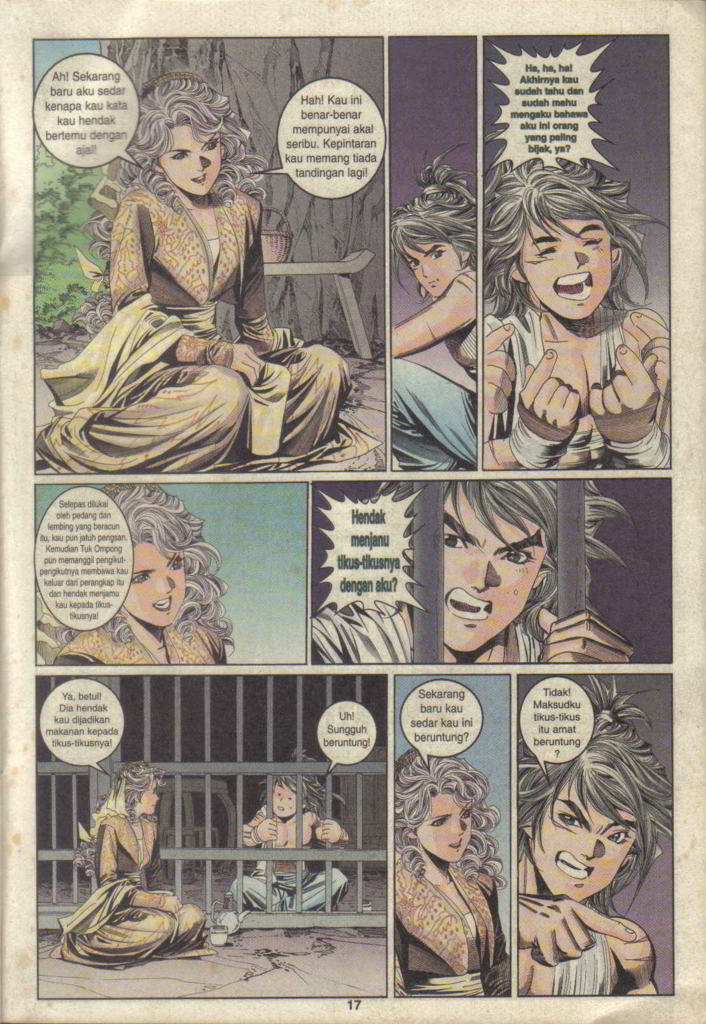 Ah! Sekarang
baru aku sedar
kenapa kau kata
kau hendak
bertemu dengan
ajal!
Hah! Kau ini
benar-benar
mempunyai akal
seribu. Kepintaran
kau memang tiada
tandingan lagi!
Ha, ha, ha!
Akhirnya kau
sudah tahu dan
sudah mahu
mengaku bahawa
aku ini orang
yang paling
bijak, ya?
Selepas dilukai
oleh pedang dan
lembing yang beracun
itu, kau pun jatuh pengsan.
Kemudian Tuk Ompong
pun memanggil pengikut-
pengikutnya membawa kau
keluar dari perangkap itu
dan hendak menjamu
kau kepada tikus-
tikusnya!
Hendak
menjanu
tikus-tikusnya
dengan aku?
Ya, betul!
Dia hendak
kau dijadikan
makanan kepada
tikus-tikusnya!
Uh!
Sungguh
beruntung!
Sekarang
baru kau
sedar kau ini
beruntung?
Tidak!
Maksudku
tikus-tikus
itu amat
beruntung
?
17